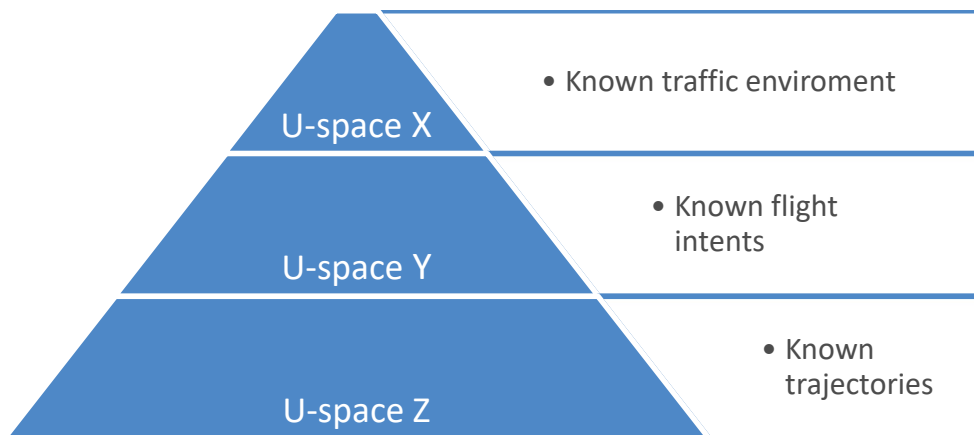 U-space X
• Known traffic enviroment
U-space Y
• Known flight
intents
U-space Z
• Known
trajectories